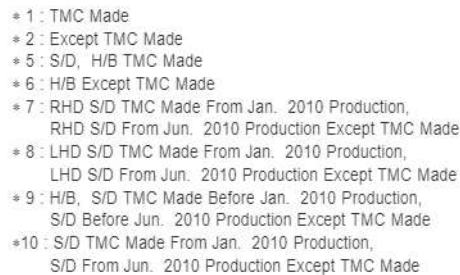 * 1 : TMC Made
* 2 : Except TMC Made
* 5 : S/D, H/B TMC Made
* 6 : H/B Except TMC Made
* 7 : RHD S/D TMC Made From Jan. 2010 Production,
RHD S/D From Jun. 2010 Production Except TMC Made
* 8 : LHD S/D TMC Made From Jan. 2010 Production,
LHD S/D From Jun. 2010 Production Except TMC Made
* 9 : H/B, S/D TMC Made Before Jan. 2010 Production,
S/D Before Jun. 2010 Production Except TMC Made
*10 : S/D TMC Made From Jan. 2010 Production,
S/D From Jun. 2010 Production Except TMC Made